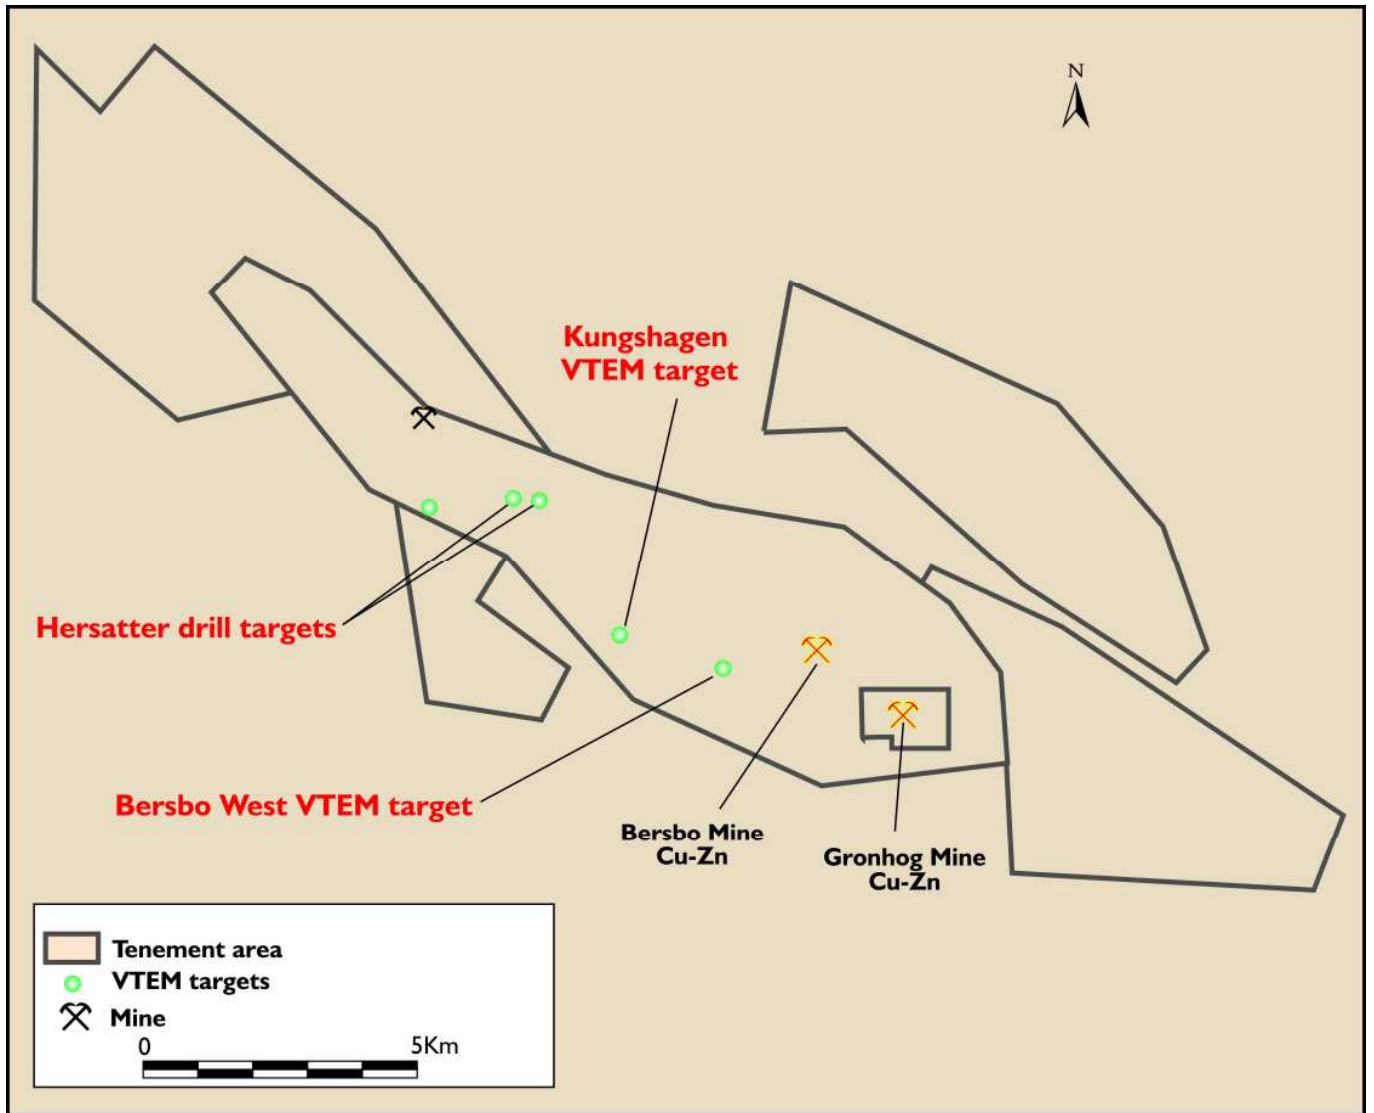 N
Kungshagen
VTEM target
Hersatter drill targets
Bersbo West VTEM target
Bersbo Mine
Cu-Zn
Gronhog Mine
Cu-Zn
Tenement area
VTEM targets
Mine
0 5Km